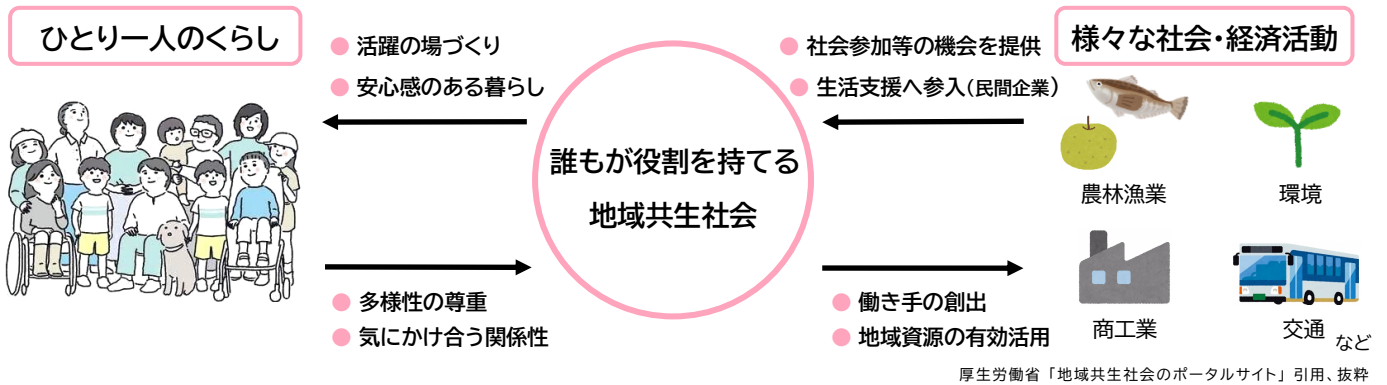 ひとり一人のくらし
● 活躍の場づくり
● 安心感のある暮らし
誰もが役割を持てる
地域共生社会
● 多様性の尊重
● 気にかけ合う関係性
● 社会参加等の機会を提供
● 生活支援へ参入(民間企業)
● 働き手の創出
● 地域資源の有効活用
様々な社会・経済活動
農林漁業
環境
商工業
交通
など
厚生労働省「地域共生社会のポータルサイト」引用、抜粋